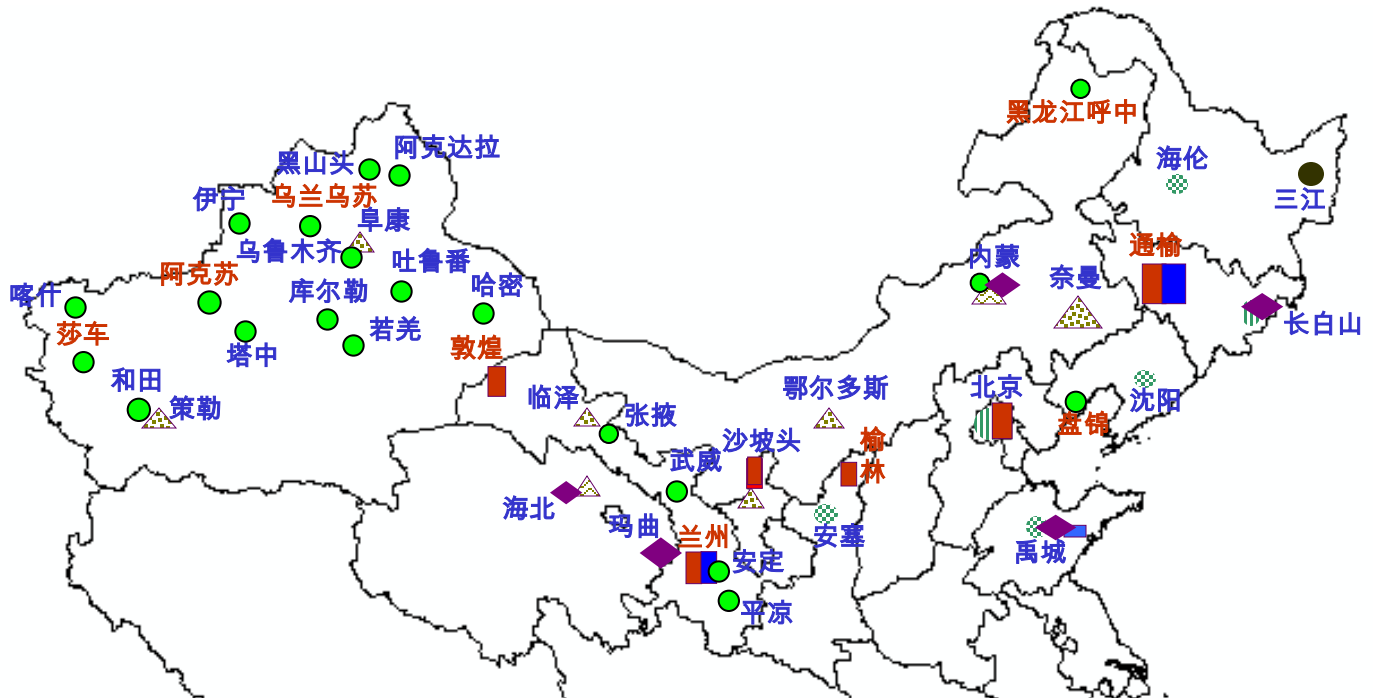 黑龙江呼中
阿克达拉
黑山头
海伦
伊宁
乌兰乌苏
三江
阜康
乌鲁木齐
通榆
内蒙
吐鲁番
阿克苏
奈曼
哈密
喀什
库尔勒
长白山
莎车
若羌
塔中
敦煌
和田
北京
鄂尔多斯
临泽
沈阳
策勒
张掖
盘锦
沙坡头
榆
林
武威
海北
玛曲
兰州
安塞
禹城
安定
平凉